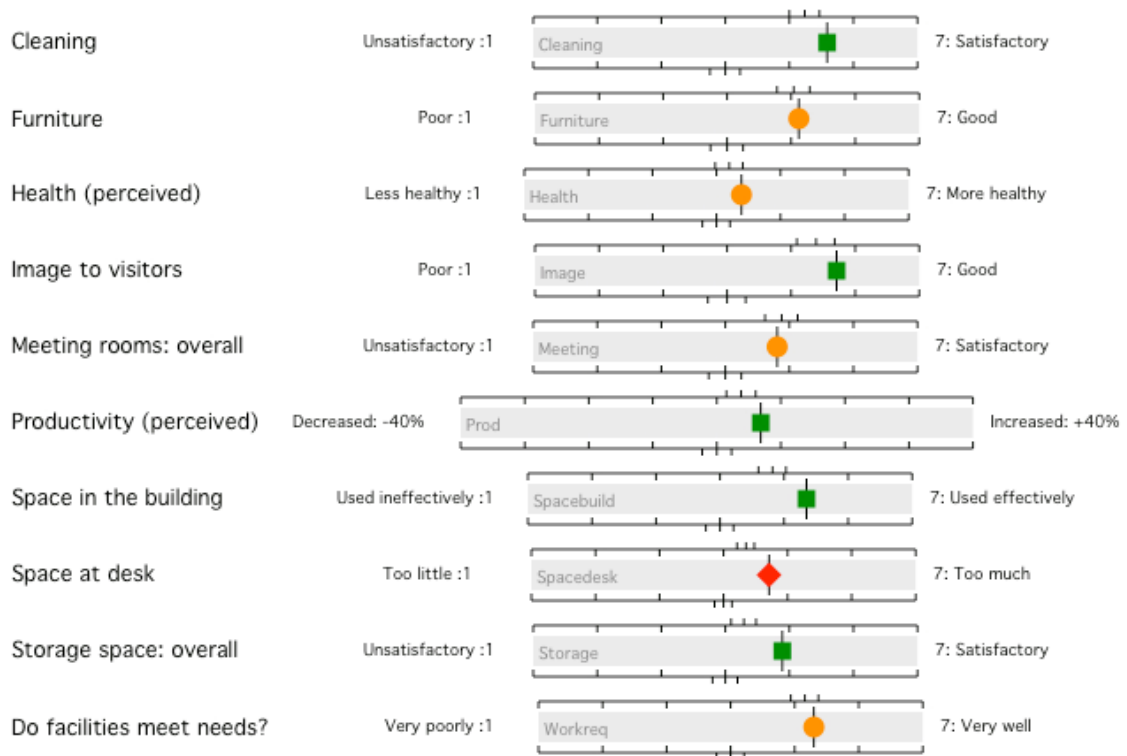 Cleaning Unsatisfactory :1 Cleaning 7: Satisfactory
Furniture Poor :1 Furniture 7: Good
Health (perceived) Less healthy :1 Health 7: More healthy
Image to visitors Poor :1 Image 7: Good
Meeting rooms: overall Unsatisfactory :1 Meeting 7: Satisfactory
Productivity (perceived) Decreased: -40% Prod Increased: +40%
Space in the building Used ineffectively :1 Spacebuild 7: Used effectively
Space at desk Too little :1 Spacedesk 7: Too much
Storage space: overall Unsatisfactory :1 Storage 7: Satisfactory
Do facilities meet needs? Very poorly :1 Workreq 7: Very well